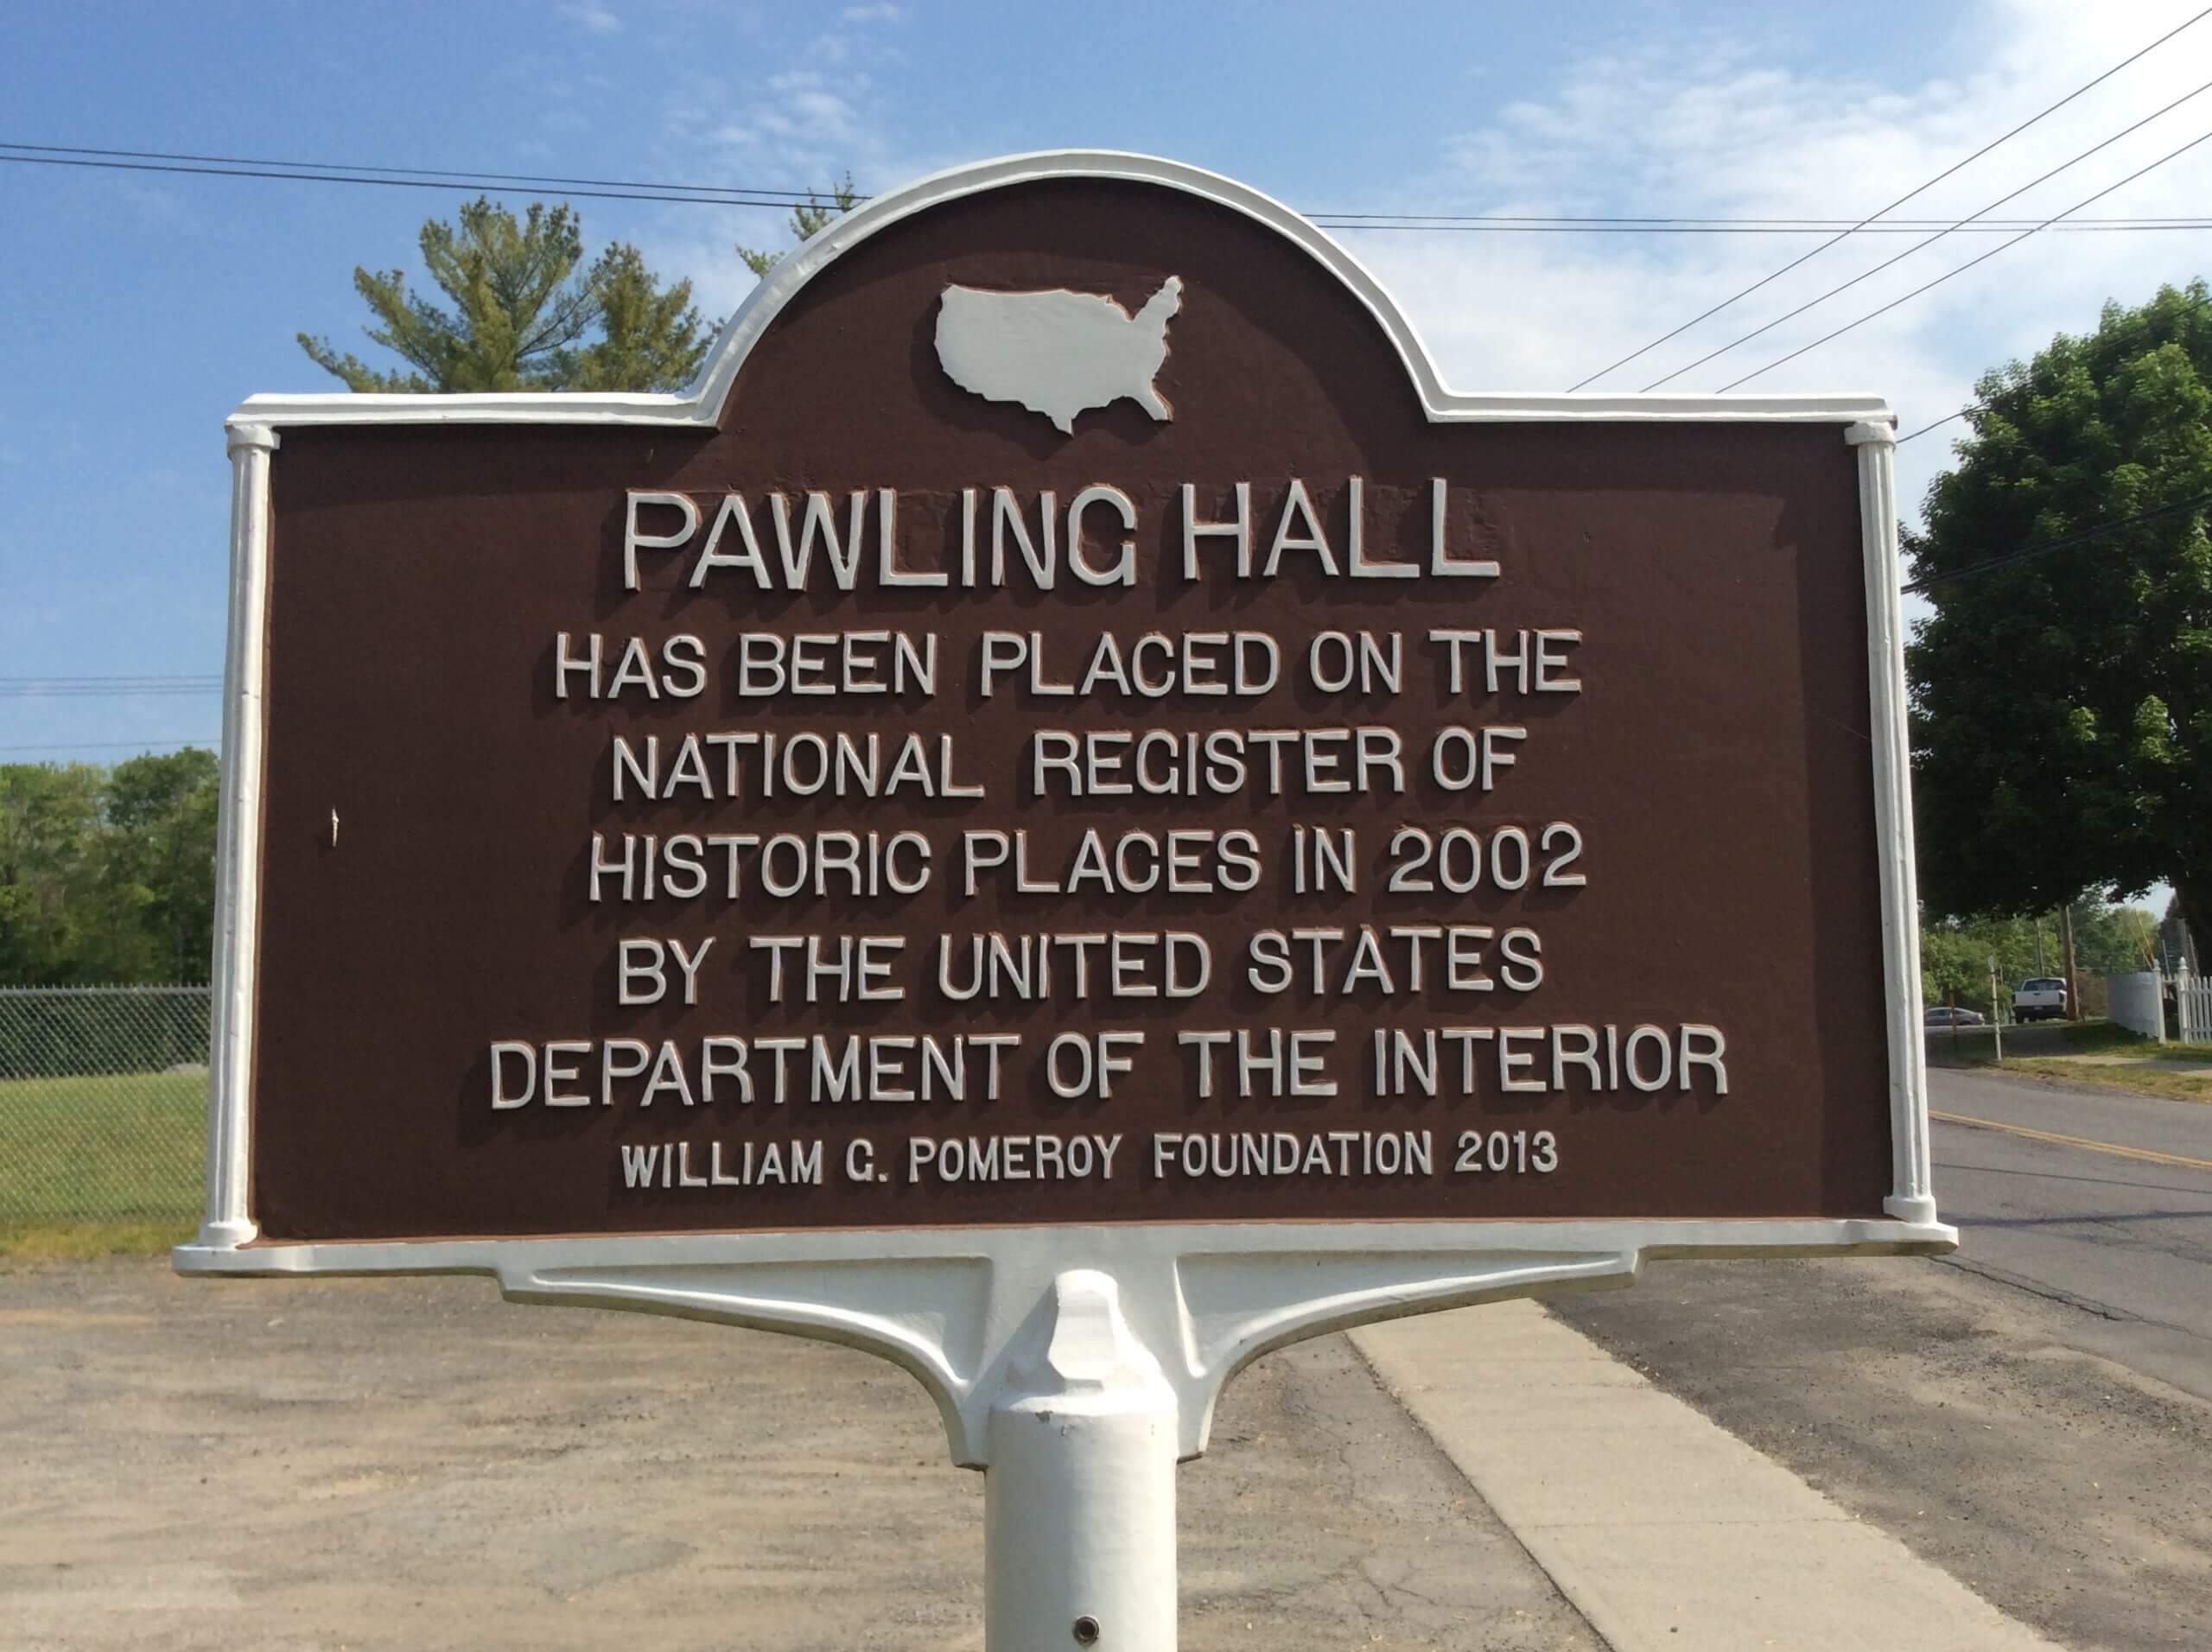 PAWLING HALL
HAS BEEN PLACED ON THE
NATIONAL REGISTER OF
HISTORIC PLACES IN 2002
BY THE UNITED STATES
DEPARTMENT OF THE INTERIOR
WILLIAM G. POMEROY FOUNDATION 2013